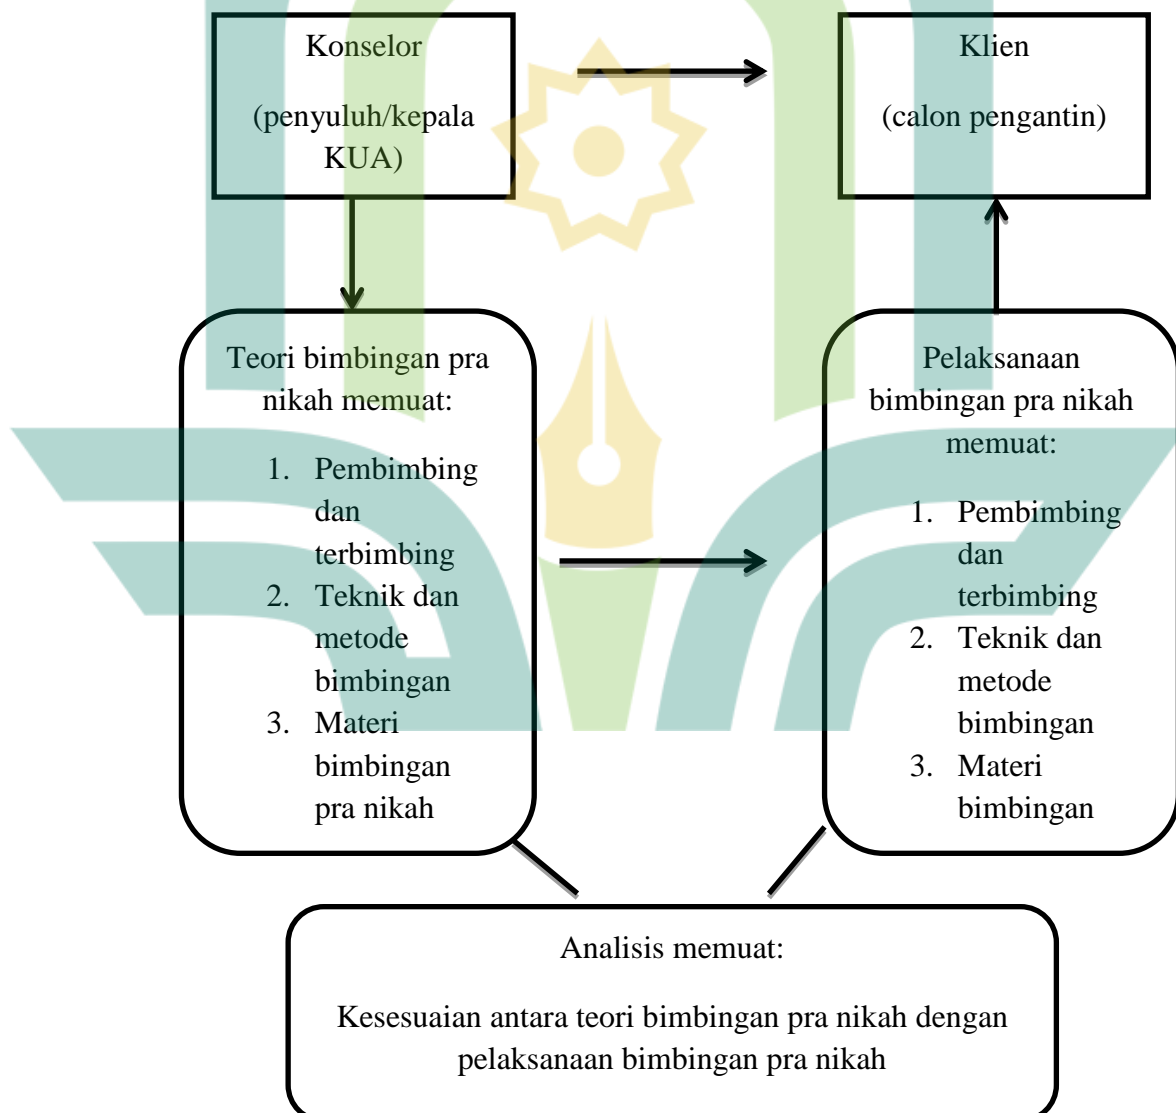 Konselor
(penyuluh/kepala
KUA)
Klien
(calon pengantin)
Teori bimbingan pra
nikah memuat:
1. Pembimbing
dan
terbimbing
2. Teknik dan
metode
bimbingan
3. Materi
bimbingan
pra nikah
Pelaksanaan
bimbingan pra nikah
memuat:
1. Pembimbing
dan
terbimbing
2. Teknik dan
metode
bimbingan
3. Materi
bimbingan
Analisis memuat:
Kesesuaian antara teori bimbingan pra nikah dengan
pelaksanaan bimbingan pra nikah